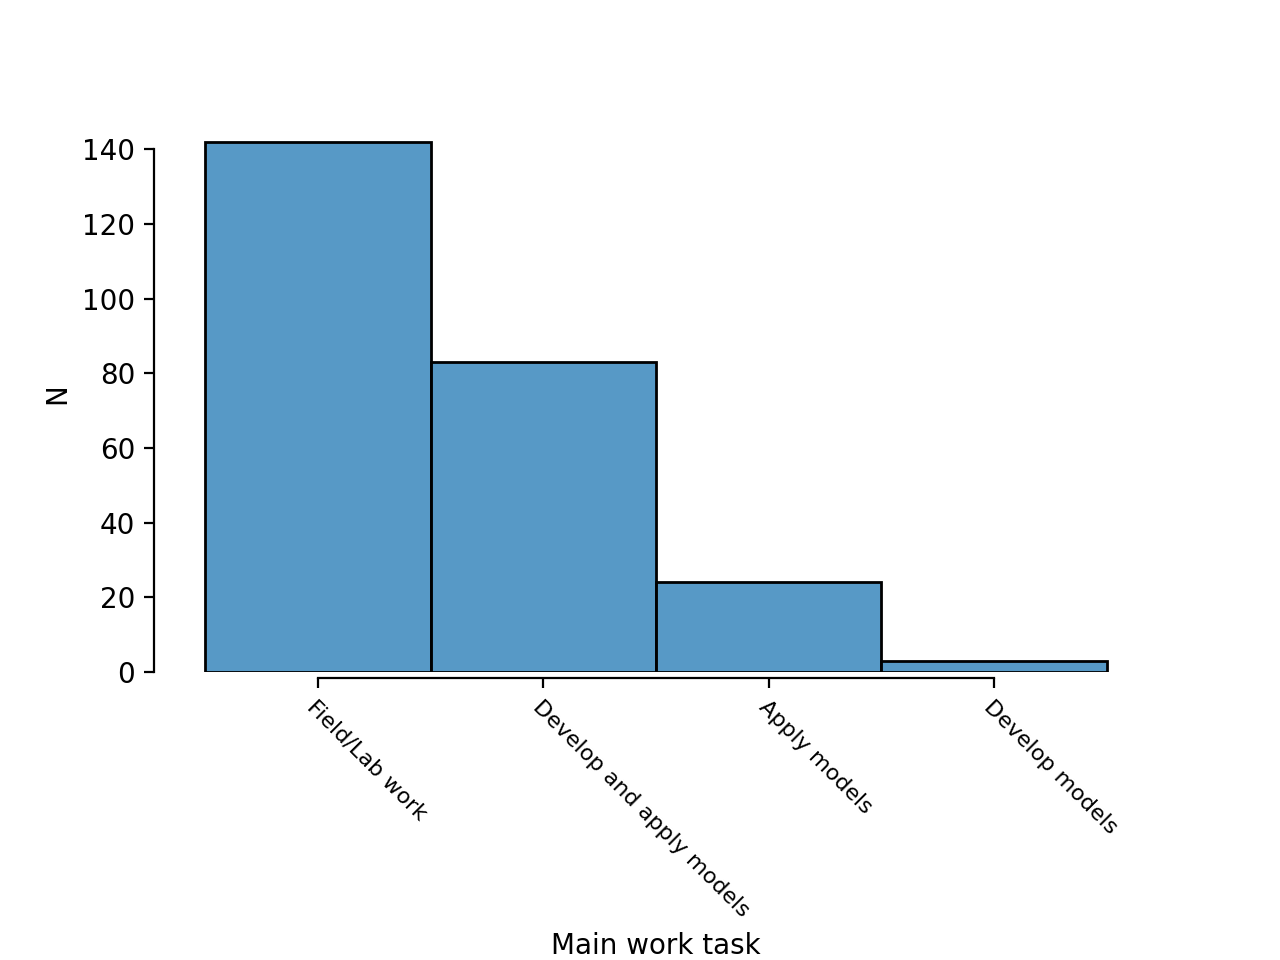 140
120
100
80
60
40
20
0
N
Field/Lab work
Develop and apply models
Apply models
Develop models
Main work task